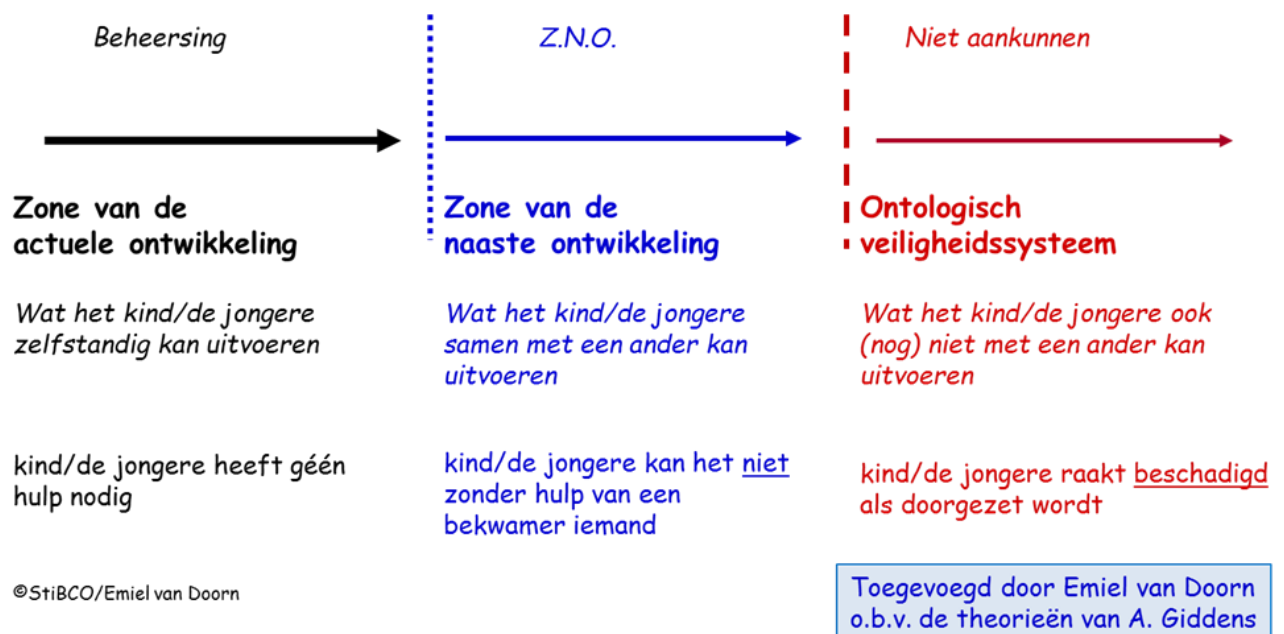 Beheersing
Z.N.O.
Niet aankunnen
Zone van de
actuele ontwikkeling
Zone van de
naaste ontwikkeling
Ontologisch
veiligheidssysteem
Wat het kind/de jongere
zelfstandig kan uitvoeren
Wat het kind/de jongere
samen met een ander kan
uitvoeren
Wat het kind/de jongere ook
(nog) niet met een ander kan
uitvoeren
kind/de jongere heeft géén
hulp nodig
kind/de jongere kan het niet
zonder hulp van een
bekwamer iemand
kind/de jongere raakt beschadigd
als doorgezet wordt
©StiBCO/Emiel van Doorn
Toegevoegd door Emiel van Doorn
o.b.v. de theorieën van A. Giddens